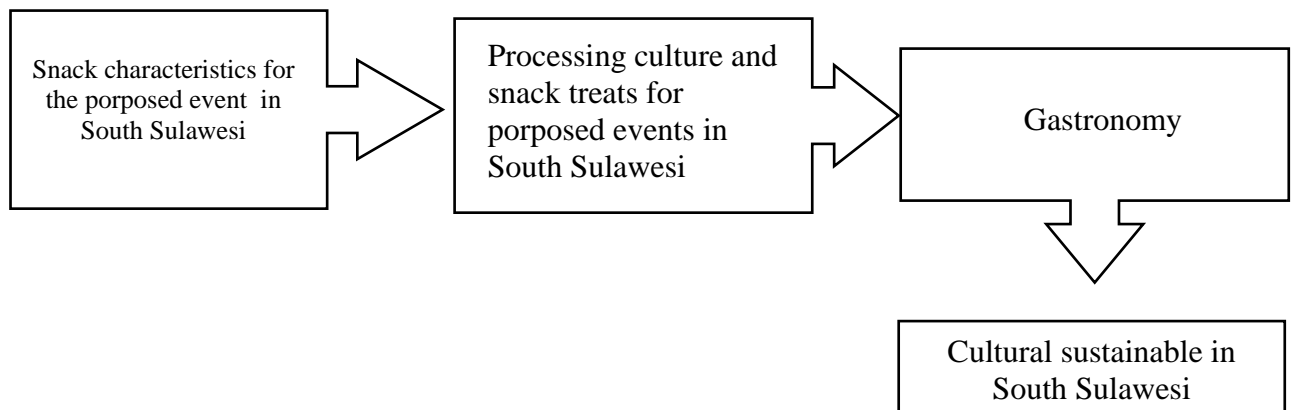 Snack characteristics for
the porposed event in
South Sulawesi
Processing culture and
snack treats for
porposed events in
South Sulawesi
Gastronomy
Cultural sustainable in
South Sulawesi